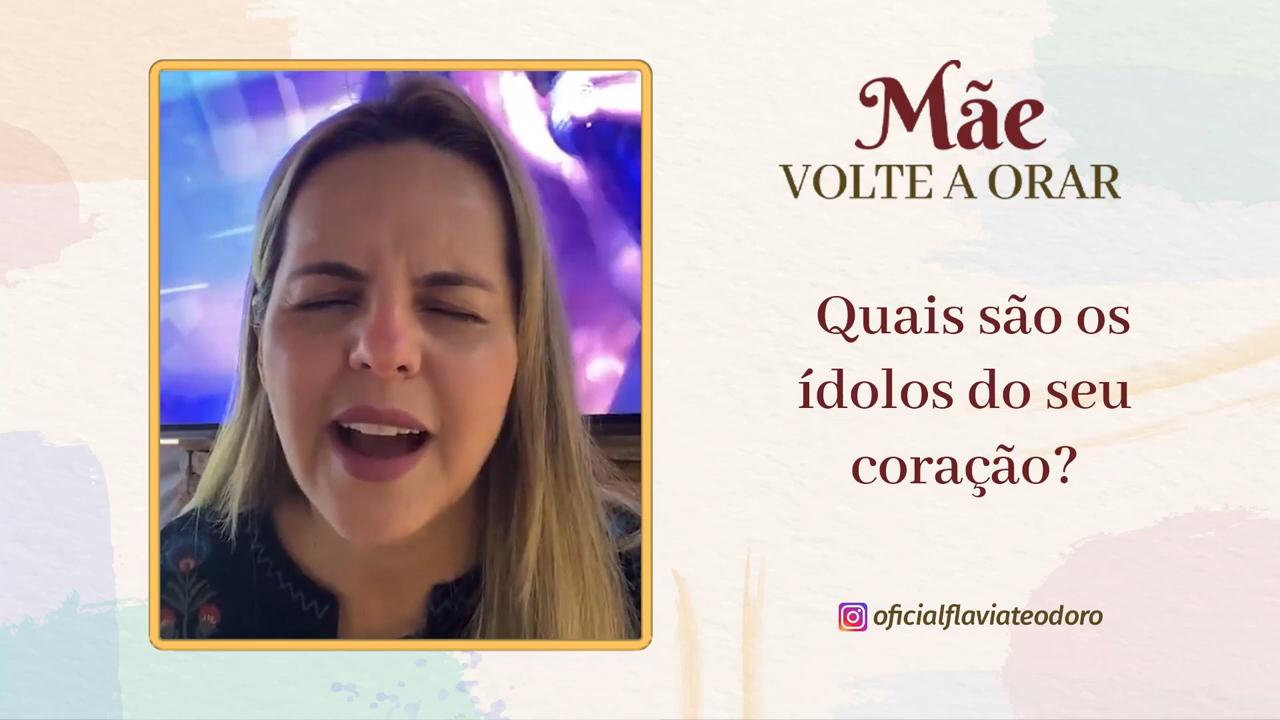 Mãe
VOLTE A ORAR
Quais são os
ídolos do seu
coração?
oficialflaviateodoro